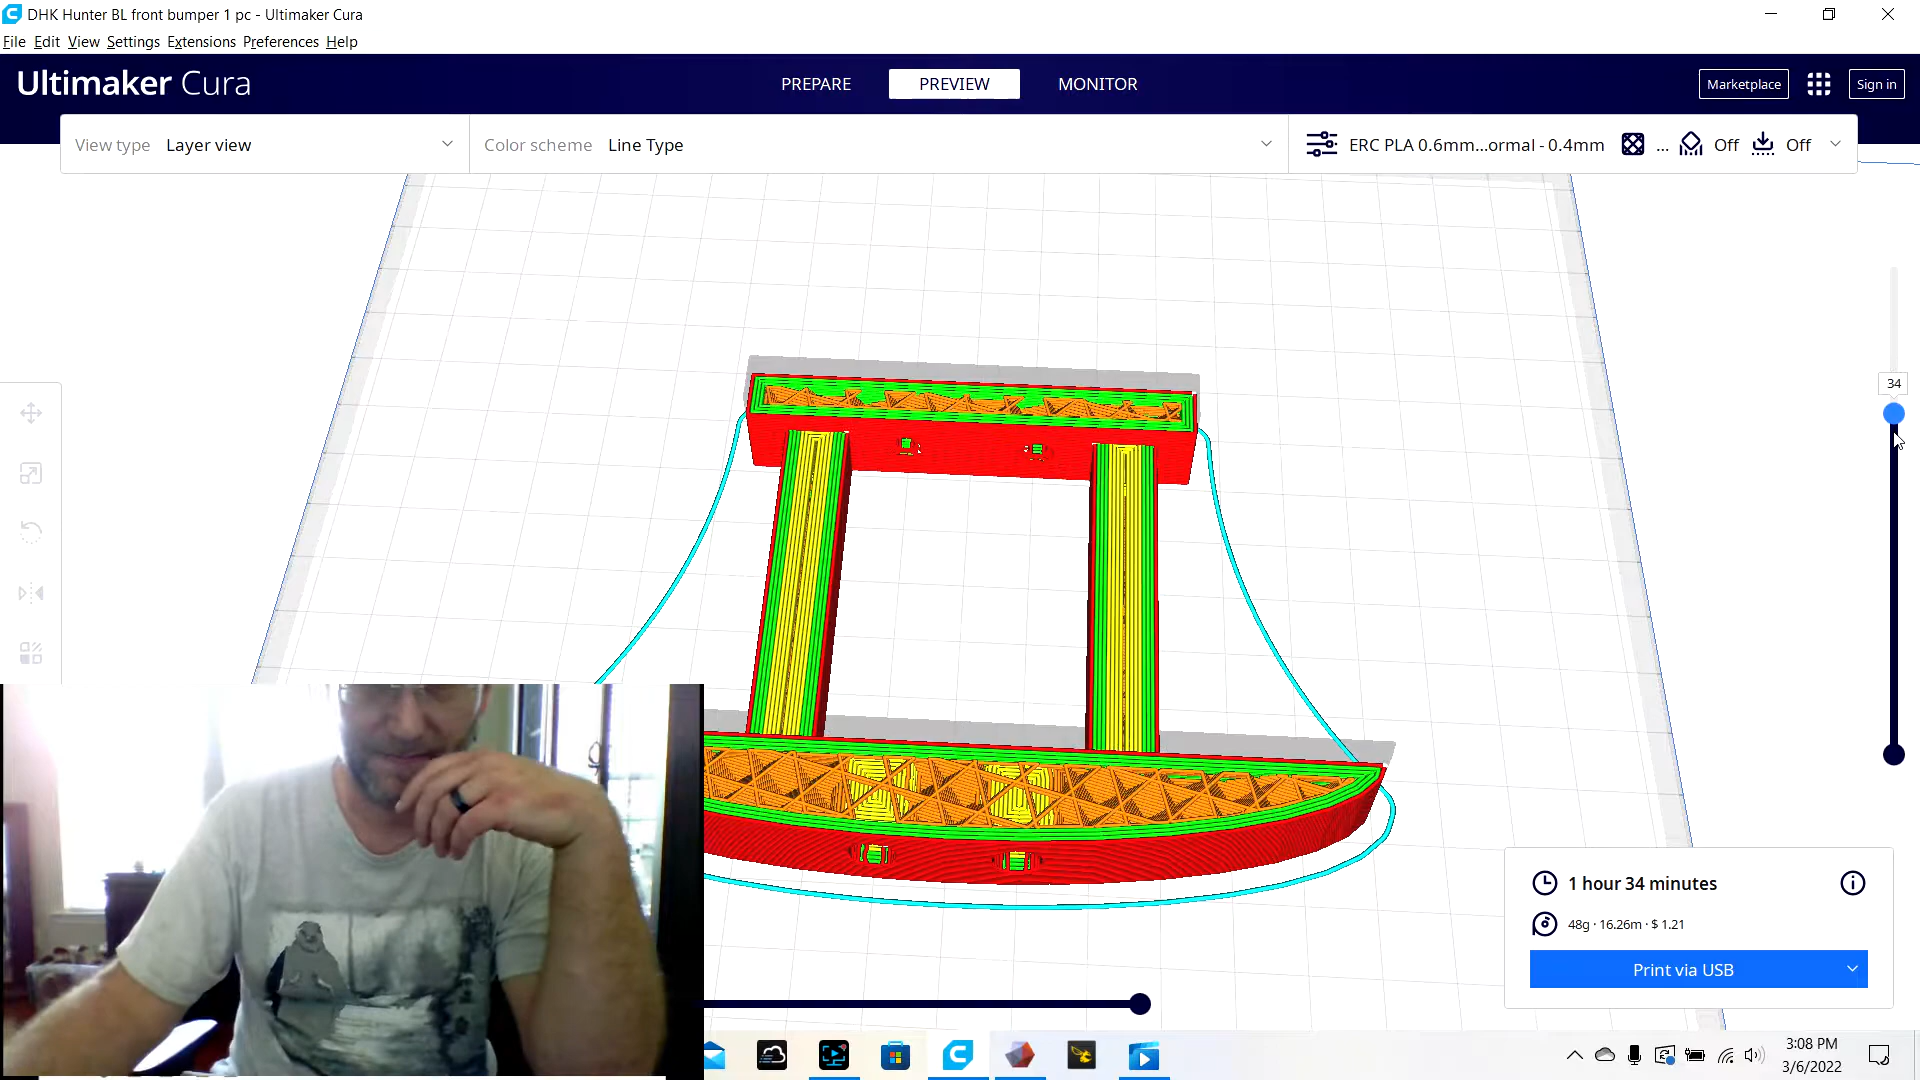 DHK Hunter BL front bumper 1 pc - Ultimaker Cura
File Edit View Settings Extensions Preferences Help
Ultimaker Cura
PREPARE
PREVIEW
MONITOR
Marketplace
Sign in
View type Layer view
Color scheme Line Type
ERC PLA 0.6mm...ormal - 0.4mm ... Off Off
34
1 hour 34 minutes
48g · 16.26m · $ 1.21
Print via USB
3:08 PM
3/6/2022